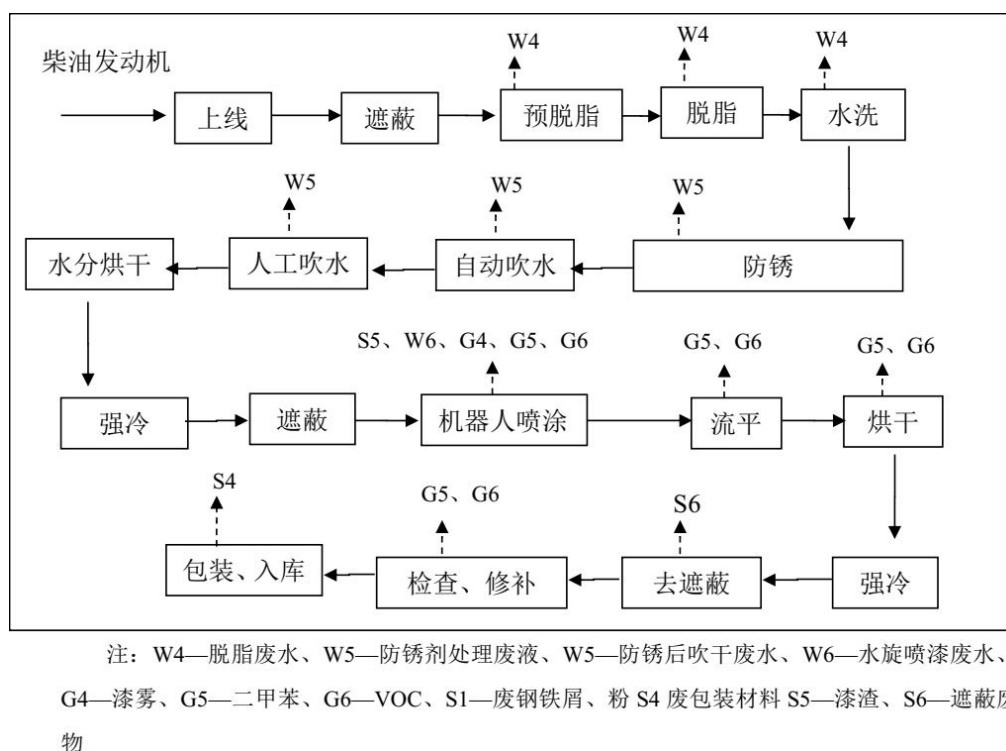 柴油发动机
W4 W4 W4
上线 遮蔽 预脱脂 脱脂 水洗
W5 W5 W5
水分烘干 人工吹水 自动吹水 防锈
S5、W6、G4、G5、G6 G5、G6 G5、G6
强冷 遮蔽 机器人喷涂 流平 烘干
S4 G5、G6 S6
包装、入库 检查、修补 去遮蔽 强冷
注：W4—脱脂废水、W5—防锈剂处理废液、W5—防锈后吹干废水、W6—水旋喷漆废水、
G4—漆雾、G5—二甲苯、G6—VOC、S1—废钢铁屑、粉 S4 废包装材料 S5—漆渣、S6—遮蔽废
物